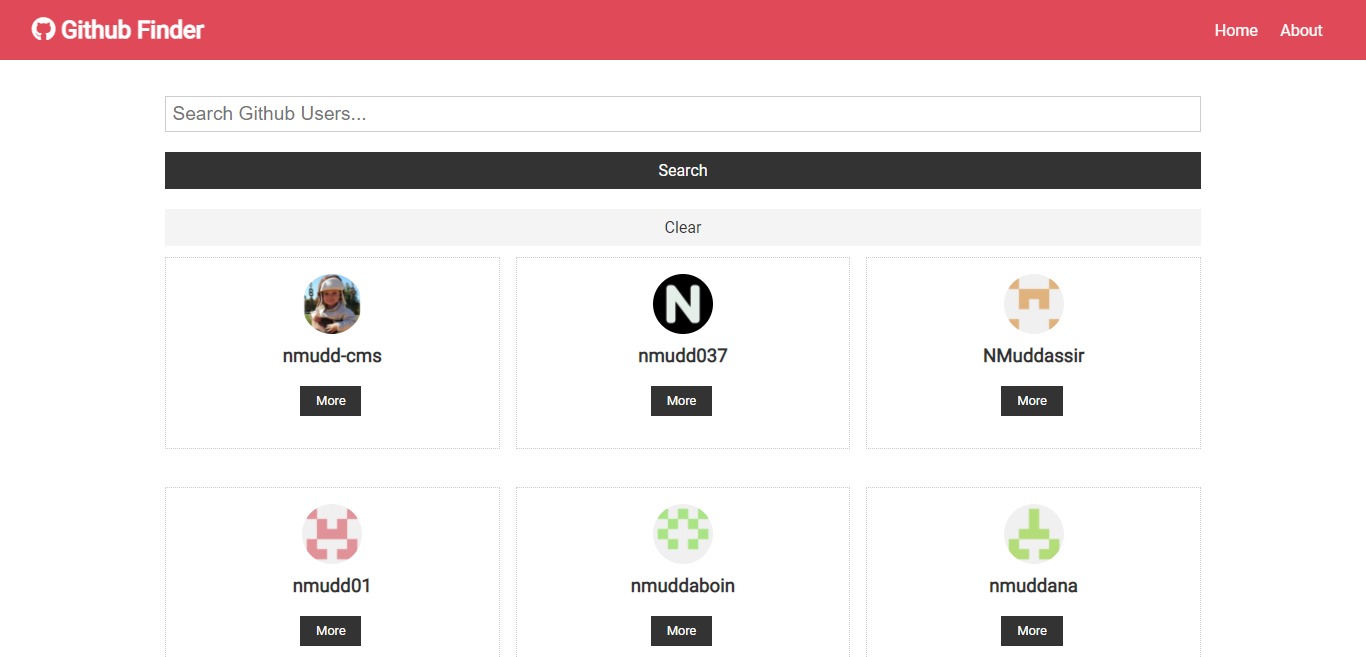 Github Finder
Home About
Search Github Users...
Search
Clear
N
nmudd-cms nmudd037 NMuddassir
More More More
nmudd01 nmuddaboin nmuddana
More More More